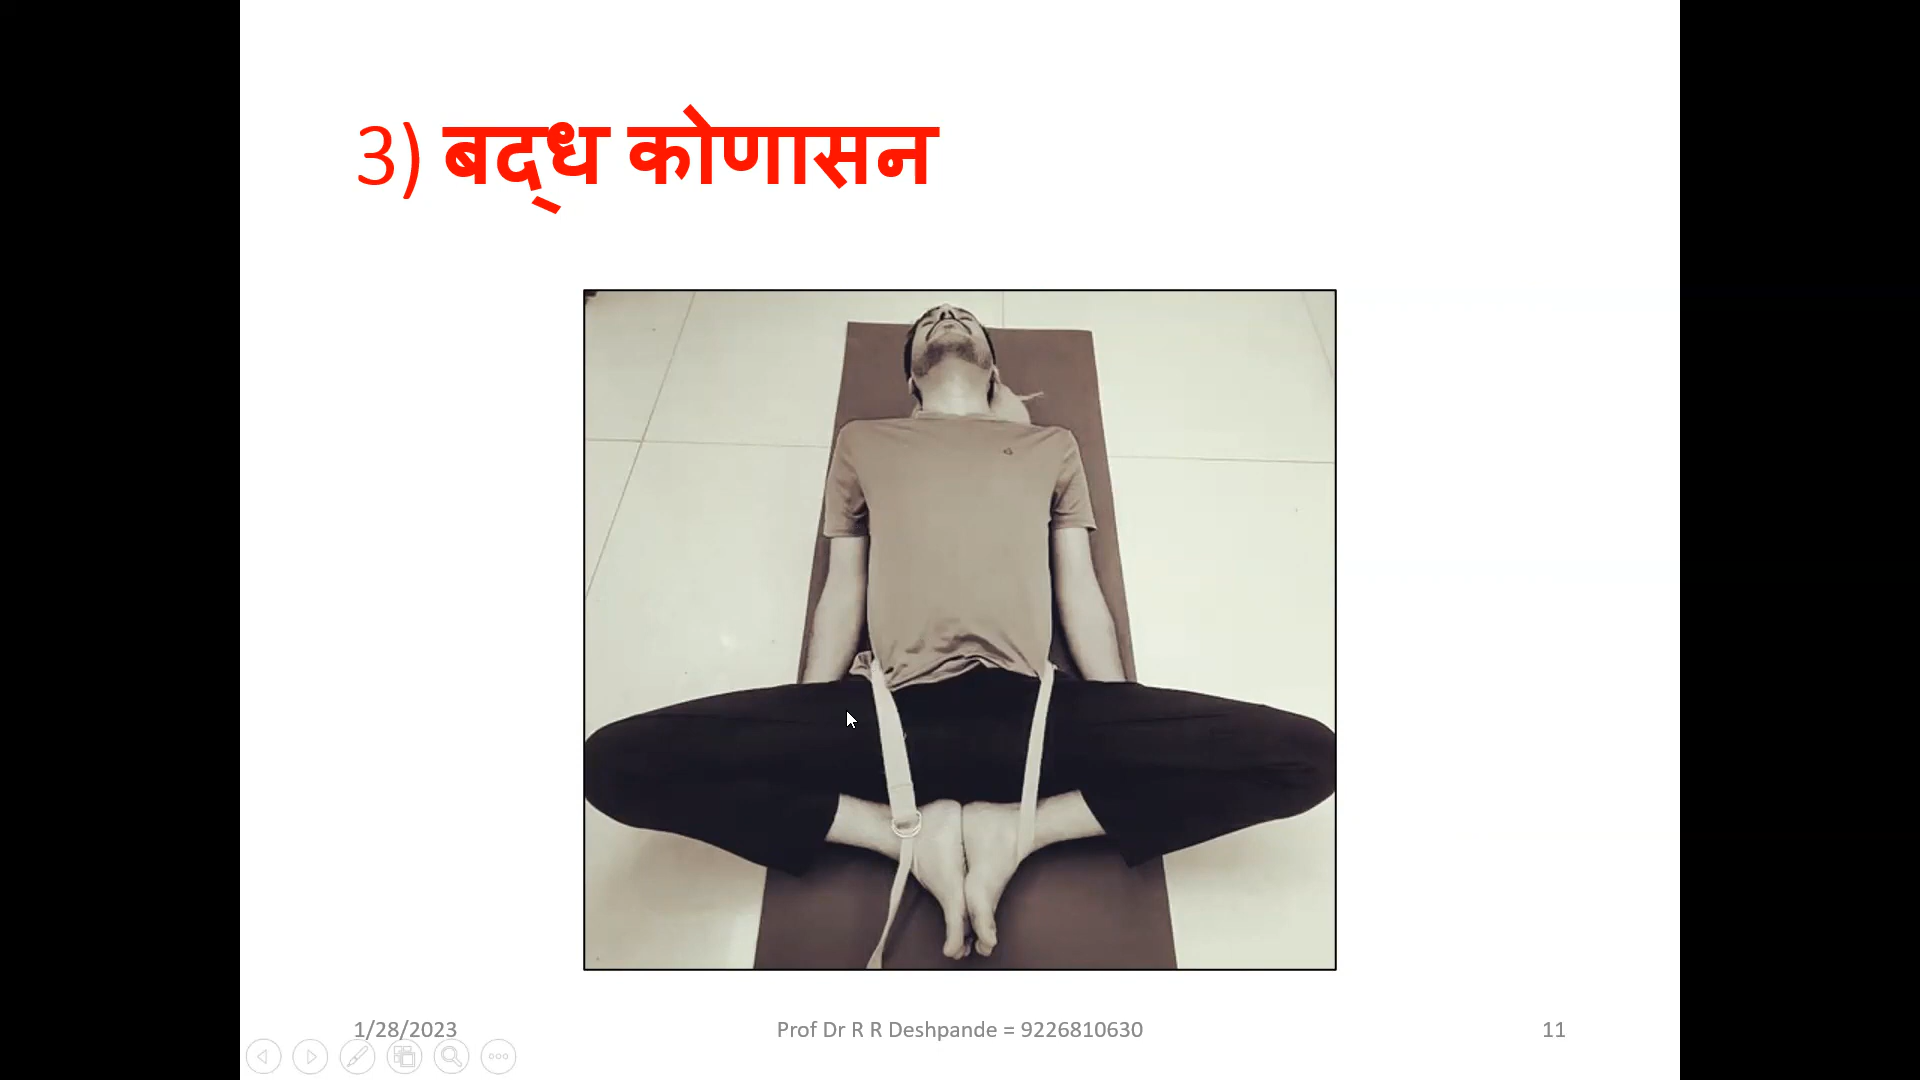 3) बद्ध कोणासन
1/28/2023
Prof Dr R R Deshpande = 9226810630
11